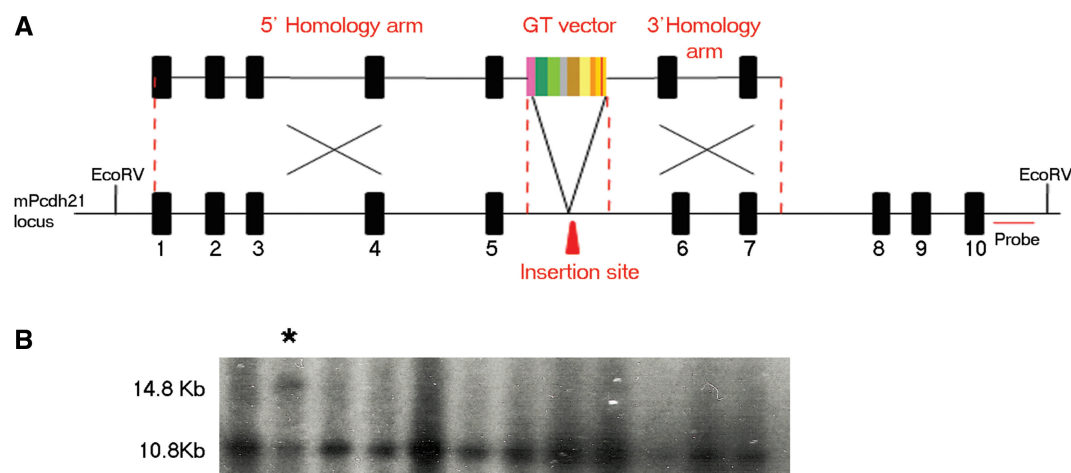 A
5' Homology arm
GT vector
3'Homology
arm
EcoRV
EcoRV
mPcdh21
locus
1 2 3 4 5 6 7 8 9 10
Probe
Insertion site
B
*
14.8 Kb
10.8Kb